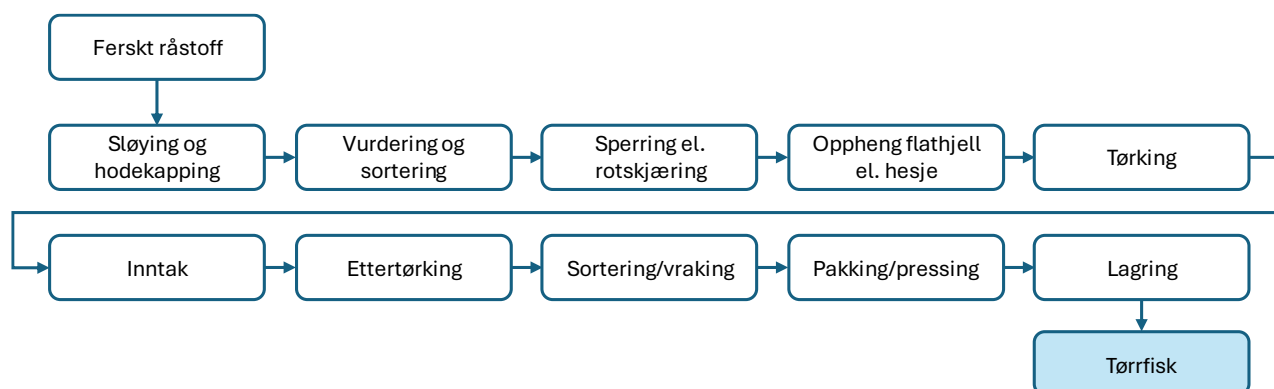 Ferskt råstoff
Sløying og
hodekapping
Vurdering og
sortering
Sperring el.
rotskjæring
Oppheng flathjell
el. hesje
Tørking
Inntak
Ettertørking
Sortering/vraking
Pakking/pressing
Lagring
Tørrfisk